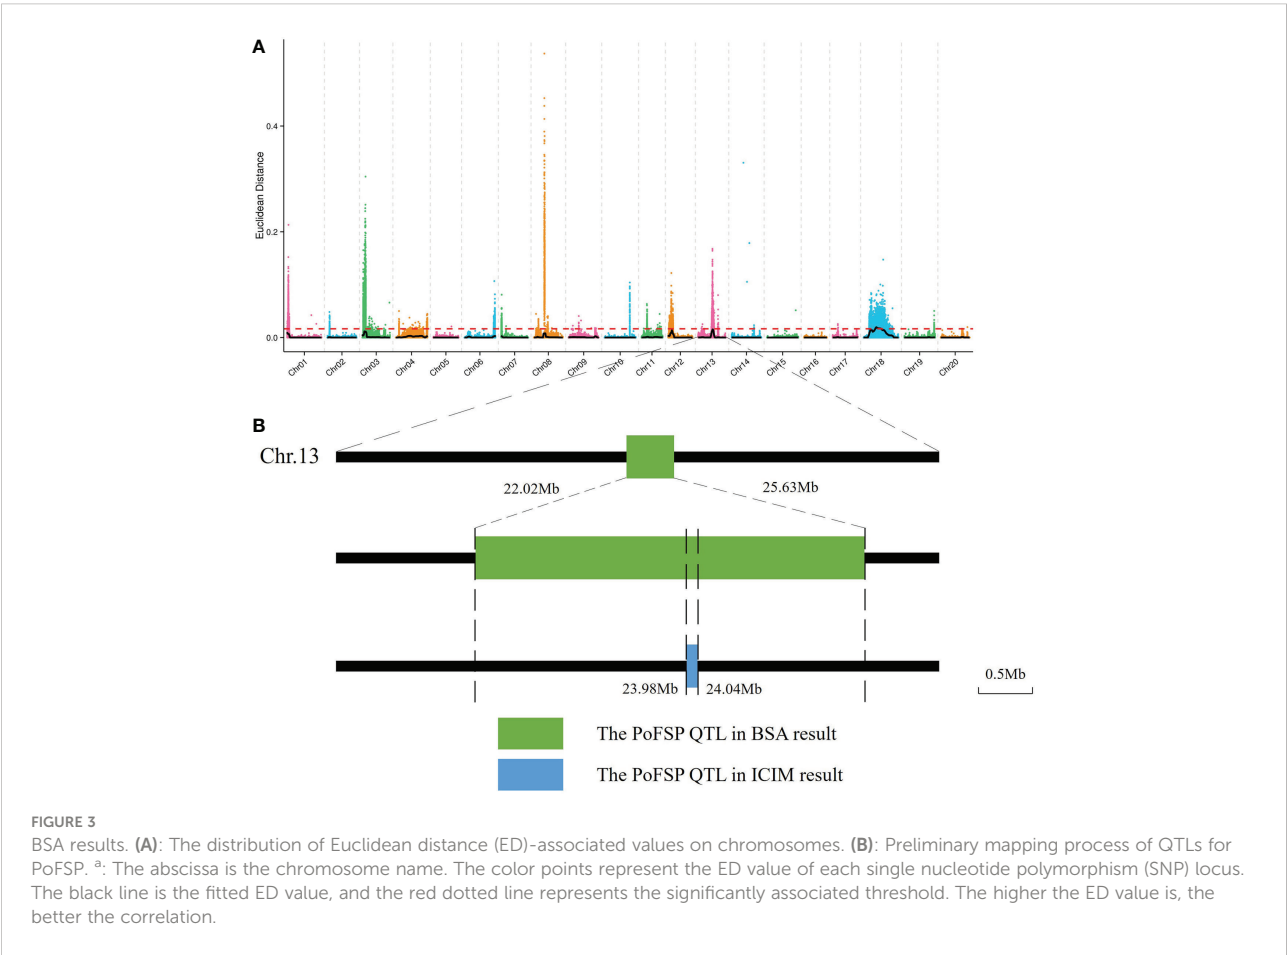 A
0.4
0.2
0.0
Euclidean Distance
Chr01 Chr02 Chr03 Chr04 Chr05 Chr06 Chr07 Chr08 Chr09 Chr10 Chr11 Chr12 Chr13 Chr14 Chr15 Chr16 Chr17 Chr18 Chr19 Chr20
B
Chr.13
22.02Mb 25.63Mb
23.98Mb 24.04Mb
0.5Mb
The PoFSP QTL in BSA result
The PoFSP QTL in ICIM result
FIGURE 3
BSA results. (A): The distribution of Euclidean distance (ED)-associated values on chromosomes. (B): Preliminary mapping process of QTLs for
PoFSP. a: The abscissa is the chromosome name. The color points represent the ED value of each single nucleotide polymorphism (SNP) locus.
The black line is the fitted ED value, and the red dotted line represents the significantly associated threshold. The higher the ED value is, the
better the correlation.